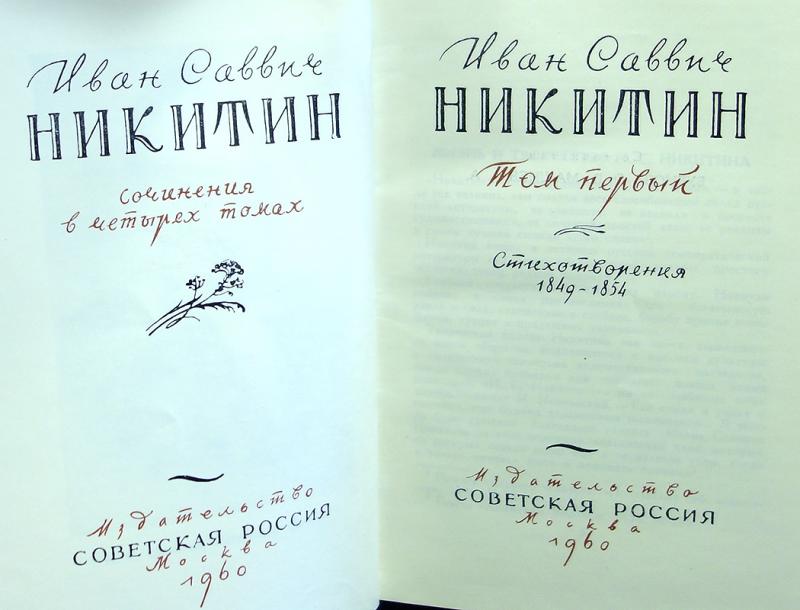 Иван Саввич
НИКИТИН
сочинения
в четырех томах
Издательство
СОВЕТСКАЯ РОССИЯ
Москва
1960
Иван Саввич
НИКИТИН
Том первый
Стихотворения
1849-1854
Издательство
СОВЕТСКАЯ РОССИЯ
Москва
1960